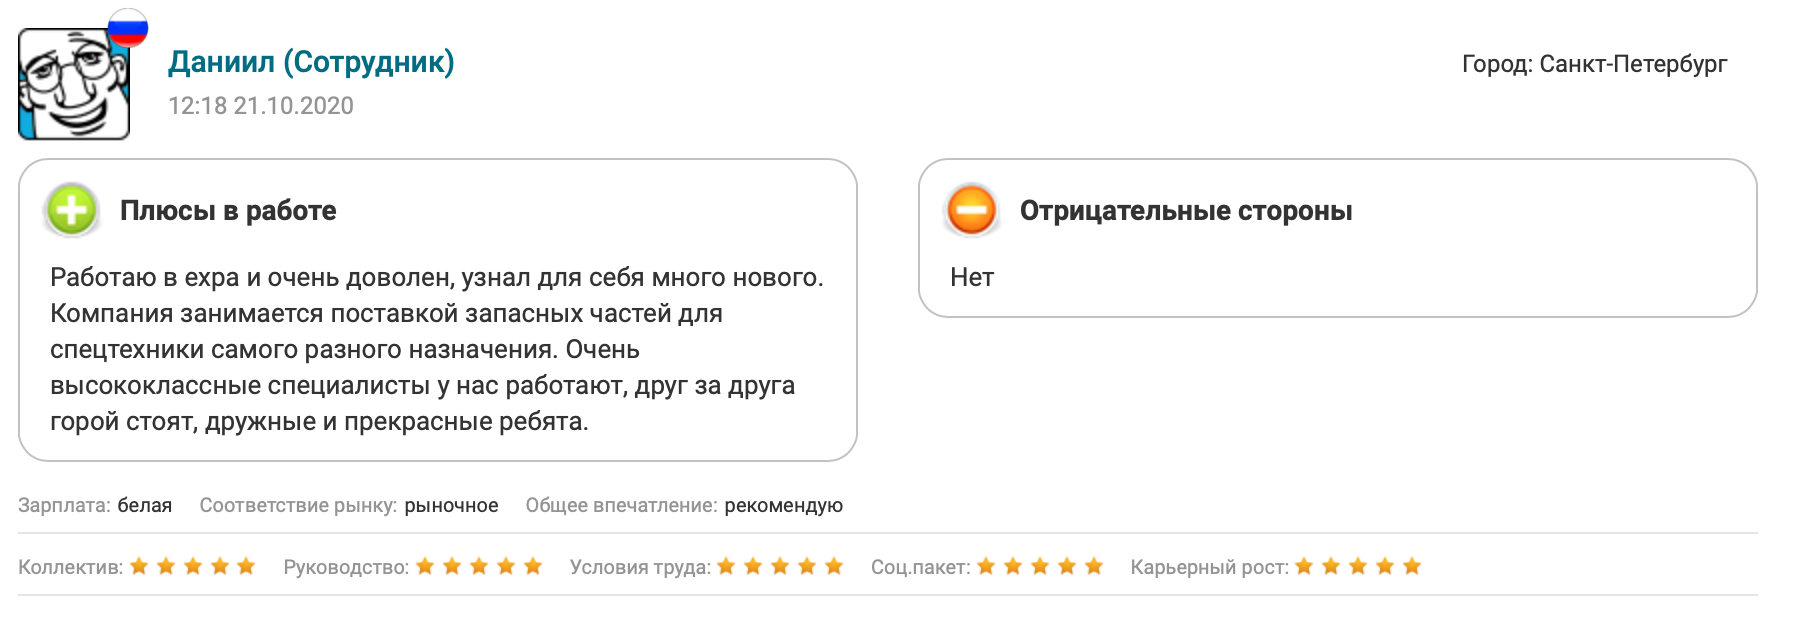 Даниил (Сотрудник)
Город: Санкт-Петербург
12:18 21.10.2020
Плюсы в работе
Работаю в ехра и очень доволен, узнал для себя много нового.
Компания занимается поставкой запасных частей для
спецтехники самого разного назначения. Очень
высококлассные специалисты у нас работают, друг за друга
горой стоят, дружные и прекрасные ребята.
Отрицательные стороны
Нет
Зарплата: белая Соответствие рынку: рыночное Общее впечатление: рекомендую
Коллектив: Руководство: Условия труда: Соц.пакет: Карьерный рост: